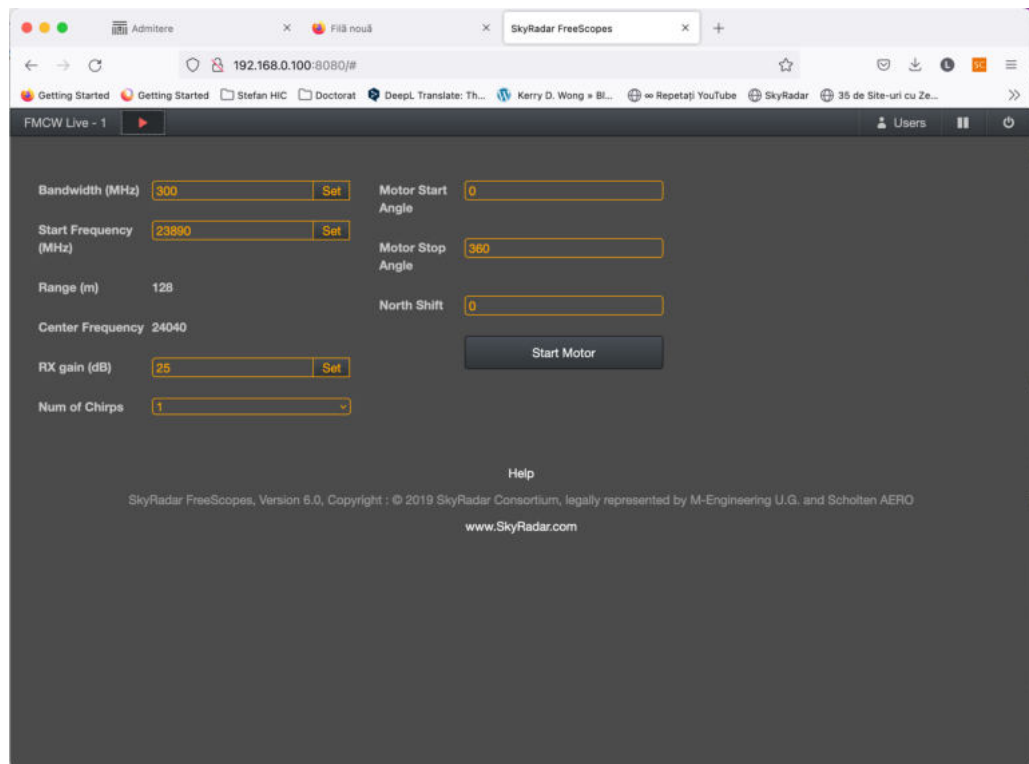 Admitere
Filă nouă
SkyRadar FreeScopes
192.168.0.100:8080/#
L
SC
Getting Started
Getting Started
Stefan HIC
Doctorat
DeepL Translate: Th...
Kerry D. Wong » Bl...
∞ Repetați YouTube
SkyRadar
35 de Site-uri cu Ze...
FMCW Live - 1
Users
Bandwidth (MHz) 300 Set
Start Frequency (MHz) 23890 Set
Range (m) 128
Center Frequency 24040
RX gain (dB) 25 Set
Num of Chirps 1
Motor Start Angle 0
Motor Stop Angle 360
North Shift 0
Start Motor
Help
SkyRadar FreeScopes, Version 6.0, Copyright : © 2019 SkyRadar Consortium, legally represented by M-Engineering U.G. and Scholten AERO
www.SkyRadar.com